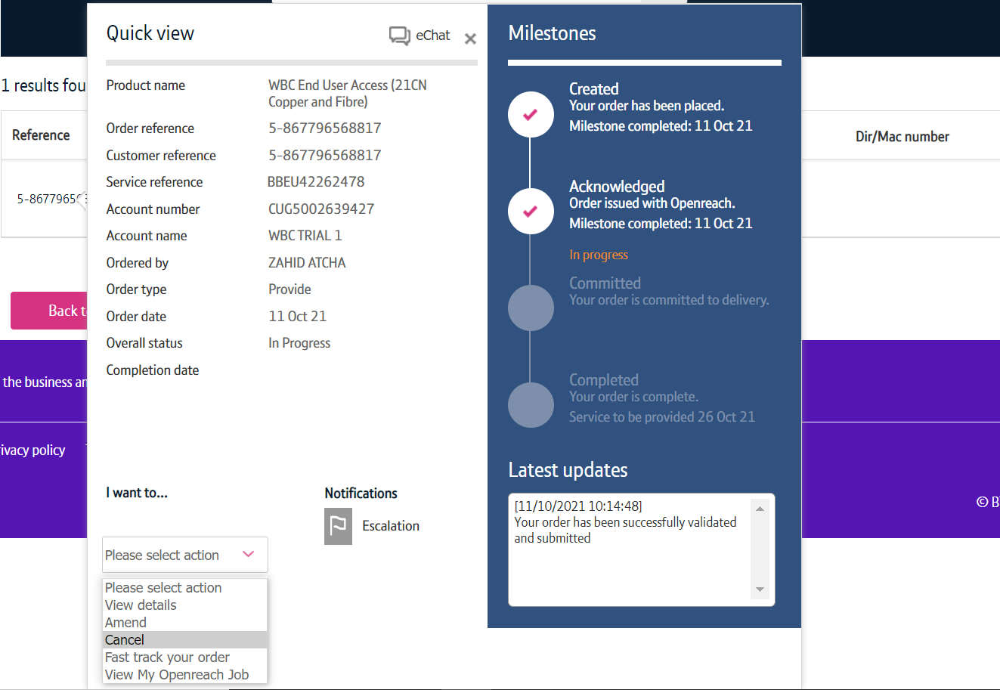 Quick view
eChat
Product name
WBC End User Access (21CN
Copper and Fibre)
Order reference
5-867796568817
Customer reference
5-867796568817
Service reference
BBEU42262478
Account number
CUG5002639427
Account name
WBC TRIAL 1
Ordered by
ZAHID ATCHA
Order type
Provide
Order date
11 Oct 21
Overall status
In Progress
Completion date
I want to...
Please select action
Please select action
View details
Amend
Cancel
Fast track your order
View My Openreach Job
Notifications
Escalation
Milestones
Created
Your order has been placed.
Milestone completed: 11 Oct 21
Acknowledged
Order issued with Openreach.
Milestone completed: 11 Oct 21
In progress
Committed
Your order is committed to delivery.
Completed
Your order is complete.
Service to be provided 26 Oct 21
Latest updates
[11/10/2021 10:14:48]
Your order has been successfully validated
and submitted
1 results fou
Reference
Dir/Mac number
5-8677965
Back t
the business an
ivacy policy
© B